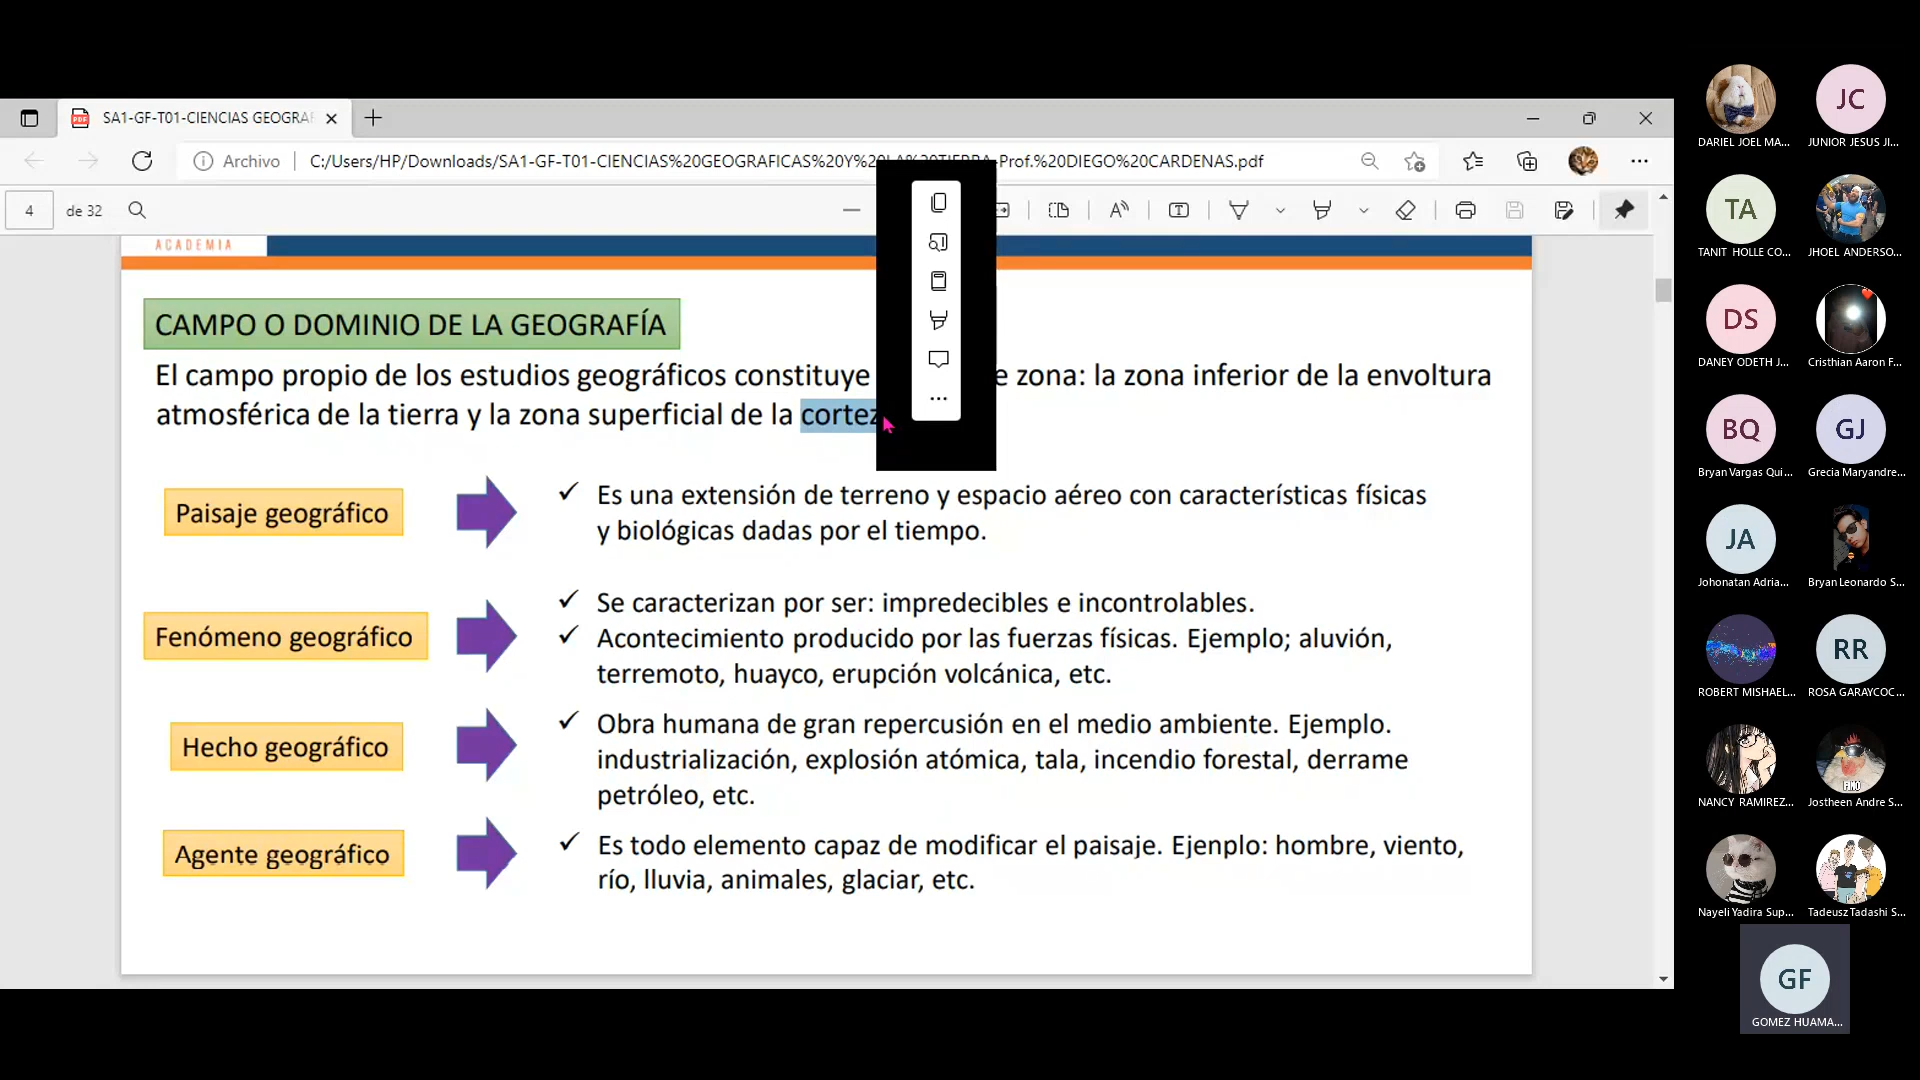 SA1-GF-T01-CIENCIAS GEOGRA
Archivo
C:/Users/HP/Downloads/SA1-GF-T01-CIENCIAS%20GEOGRAFICAS%20Y%20LA%20TIERRA-Prof.%20DIEGO%20CARDENAS.pdf
4 de 32
ACADEMIA
CAMPO O DOMINIO DE LA GEOGRAFÍA
El campo propio de los estudios geográficos constituye e zona: la zona inferior de la envoltura
atmosférica de la tierra y la zona superficial de la cortez
Paisaje geográfico
✓ Es una extensión de terreno y espacio aéreo con características físicas
y biológicas dadas por el tiempo.
Fenómeno geográfico
✓ Se caracterizan por ser: impredecibles e incontrolables.
✓ Acontecimiento producido por las fuerzas físicas. Ejemplo; aluvión,
terremoto, huayco, erupción volcánica, etc.
Hecho geográfico
✓ Obra humana de gran repercusión en el medio ambiente. Ejemplo.
industrialización, explosión atómica, tala, incendio forestal, derrame
petróleo, etc.
Agente geográfico
✓ Es todo elemento capaz de modificar el paisaje. Ejenplo: hombre, viento,
río, lluvia, animales, glaciar, etc.
DARIEL JOEL MA...
JC
JUNIOR JESUS JI...
TA
TANIT HOLLE CO...
JHOEL ANDERSO...
DS
DANEY ODETH J...
Cristhian Aaron F...
BQ
Bryan Vargas Qui...
GJ
Grecia Maryandre...
JA
Johonatan Adria...
Bryan Leonardo S...
ROBERT MISHAEL...
RR
ROSA GARAYCOC...
NANCY RAMIREZ...
Jostheen Andre S...
Nayeli Yadira Sup...
Tadeusz Tadashi S...
GF
GOMEZ HUAMA...